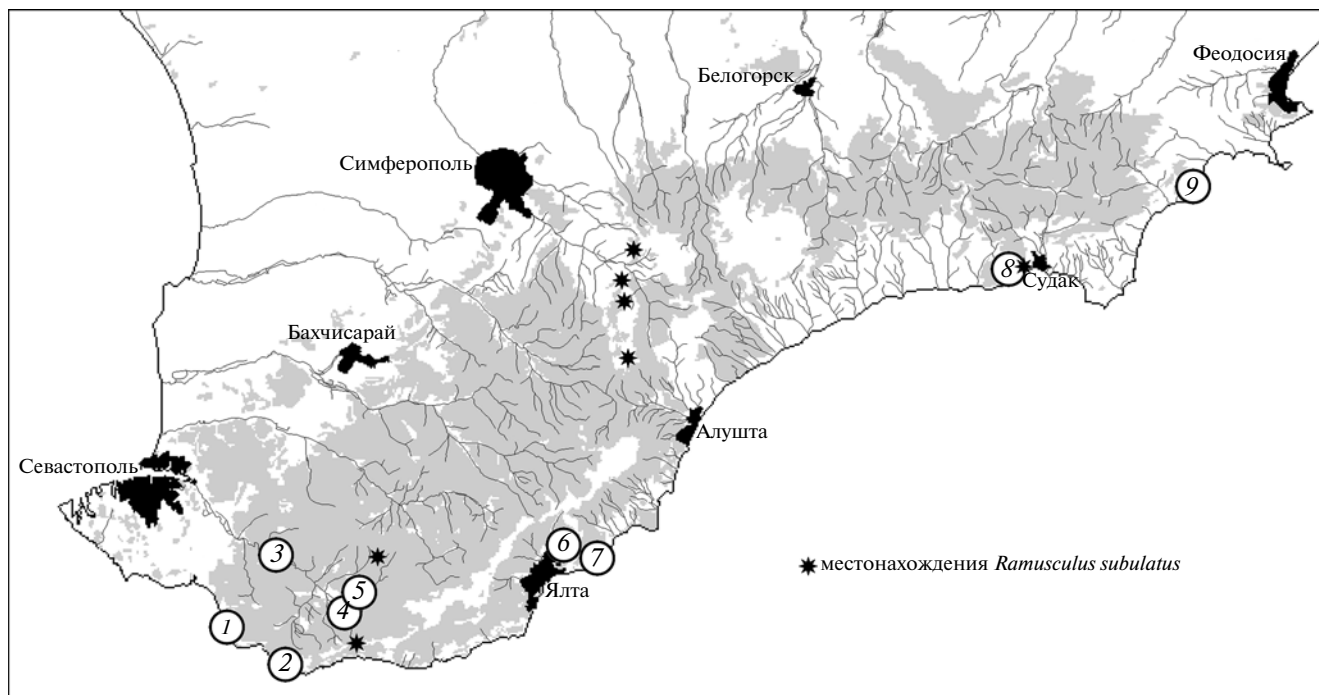 Феодосия
Белогорск
Симферополь
9
8
Судак
Бахчисарай
Алушта
Севастополь
3
6
7
местонахождения Ramusculus subulatus
5
Ялта
4
1
2